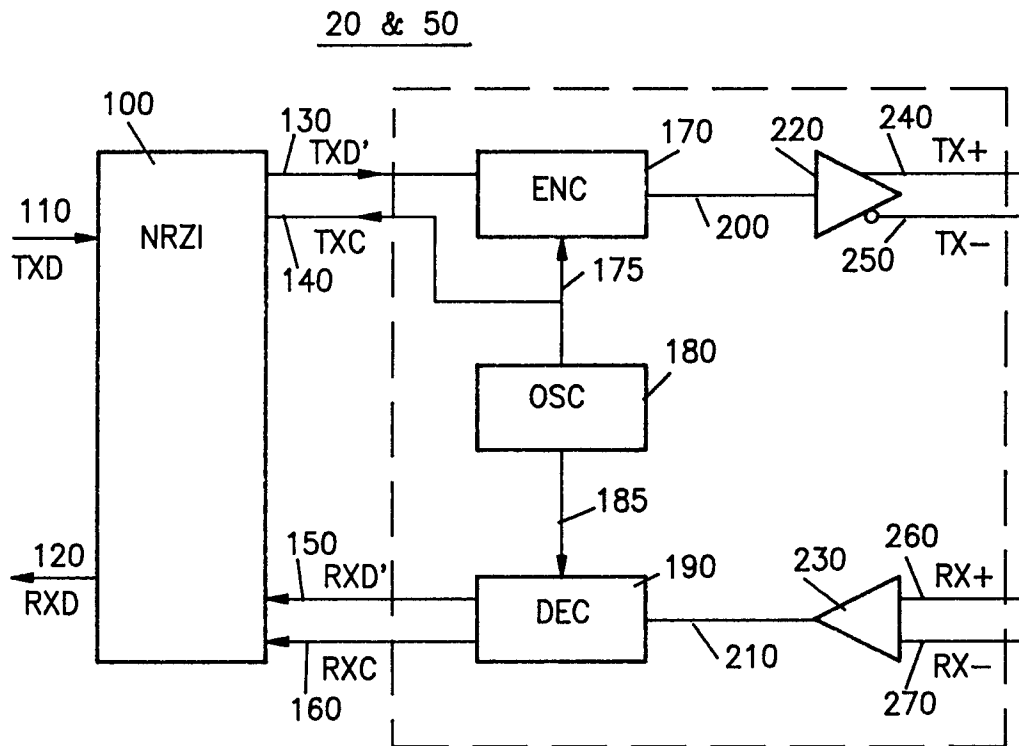 20 & 50
100
130
TXD'
170
220
240
TX+
110
TXD
NRZI
ENC
200
TXC
140
175
250
TX-
180
OSC
185
120
RXD
150
RXD'
190
DEC
230
260
RX+
210
RXC
160
RX-
270